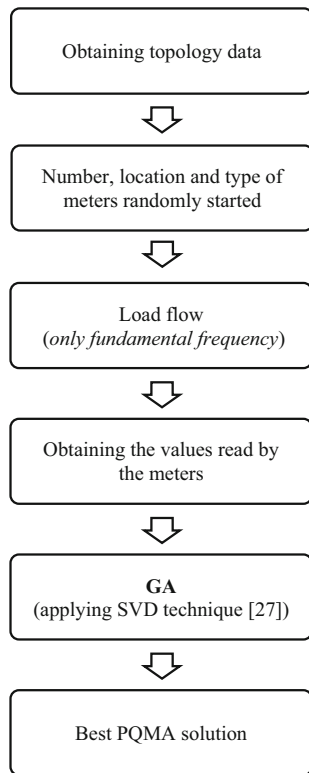 Obtaining topology data
Number, location and type of
meters randomly started
Load flow
(only fundamental frequency)
Obtaining the values read by
the meters
GA
(applying SVD technique [27])
Best PQMA solution